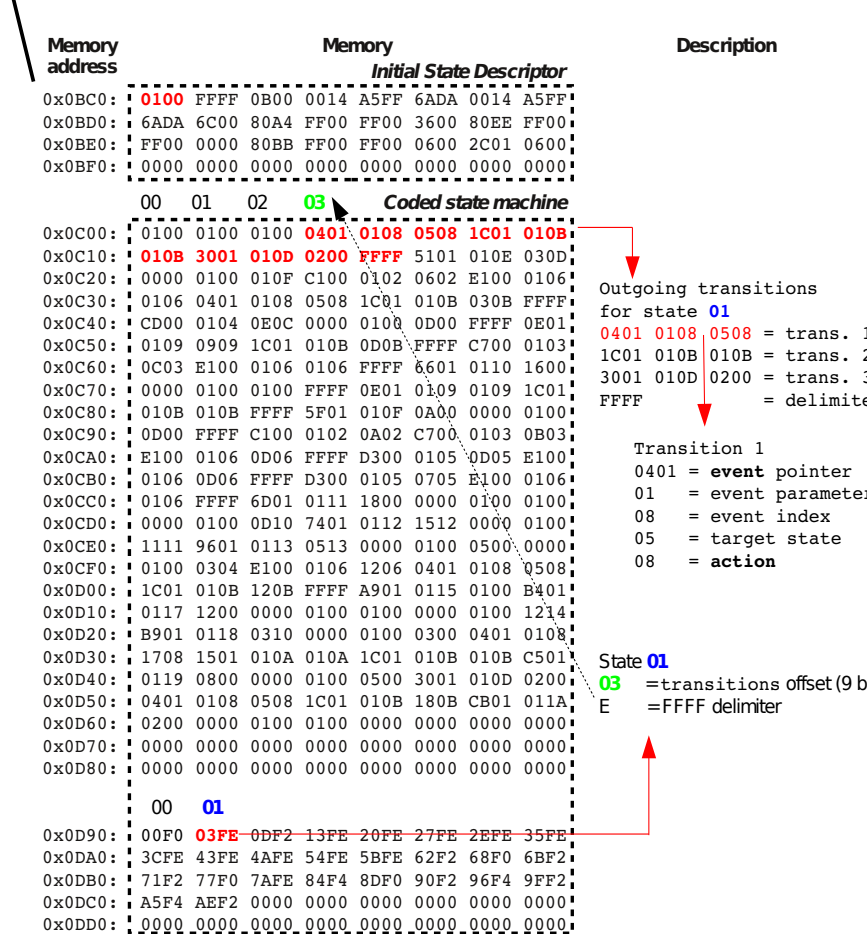 Memory address Memory Description
Initial State Descriptor
0x0BC0: 0100 FFFF 0B00 0014 A5FF 6ADA 0014 A5FF
0x0BD0: 6ADA 6C00 80A4 FF00 FF00 3600 80EE FF00
0x0BE0: FF00 0000 80BB FF00 FF00 0600 2C01 0600
0x0BF0: 0000 0000 0000 0000 0000 0000 0000 0000
00 01 02 03 Coded state machine
0x0C00: 0100 0100 0100 0401 0108 0508 1C01 010B
0x0C10: 010B 3001 010D 0200 FFFF 5101 010E 030D
0x0C20: 0000 0100 010F C100 0102 0602 E100 0106
0x0C30: 0106 0401 0108 0508 1C01 010B 030B FFFF
0x0C40: CD00 0104 0E0C 0000 0100 0D00 FFFF 0E01
0x0C50: 0109 0909 1C01 010B 0D0B FFFF C700 0103
0x0C60: 0C03 E100 0106 0106 FFFF 6601 0110 1600
0x0C70: 0000 0100 0100 FFFF 0E01 0109 0109 1C01
0x0C80: 010B 010B FFFF 5F01 010F 0A00 0000 0100
0x0C90: 0D00 FFFF C100 0102 0A02 C700 0103 0B03
0x0CA0: E100 0106 0D06 FFFF D300 0105 0D05 E100
0x0CB0: 0106 0D06 FFFF D300 0105 0705 E100 0106
0x0CC0: 0106 FFFF 6D01 0111 1800 0000 0100 0100
0x0CD0: 0000 0100 0D10 7401 0112 1512 0000 0100
0x0CE0: 1111 9601 0113 0513 0000 0100 0500 0000
0x0CF0: 0100 0304 E100 0106 1206 0401 0108 0508
0x0D00: 1C01 010B 120B FFFF A901 0115 0100 B401
0x0D10: 0117 1200 0000 0100 0100 0000 0100 1214
0x0D20: B901 0118 0310 0000 0100 0300 0401 0108
0x0D30: 1708 1501 010A 010A 1C01 010B 010B C501
0x0D40: 0119 0800 0000 0100 0500 3001 010D 0200
0x0D50: 0401 0108 0508 1C01 010B 180B CB01 011A
0x0D60: 0200 0000 0100 0100 0000 0000 0000 0000
0x0D70: 0000 0000 0000 0000 0000 0000 0000 0000
0x0D80: 0000 0000 0000 0000 0000 0000 0000 0000
00 01
0x0D90: 00F0 03FE 0DF2 13FE 20FE 27FE 2EFE 35FE
0x0DA0: 3CFE 43FE 4AFE 54FE 5BFE 62F2 68F0 6BF2
0x0DB0: 71F2 77F0 7AFE 84F4 8DF0 90F2 96F4 9FF2
0x0DC0: A5F4 AEF2 0000 0000 0000 0000 0000 0000
0x0DD0: 0000 0000 0000 0000 0000 0000 0000 0000
Outgoing transitions
for state 01
0401 0108 0508 = trans. 1
1C01 010B 010B = trans. 2
3001 010D 0200 = trans. 3
FFFF = delimite
Transition 1
0401 = event pointer
01 = event parameter
08 = event index
05 = target state
08 = action
State 01
03 =transitions offset (9 b
E =FFFF delimiter